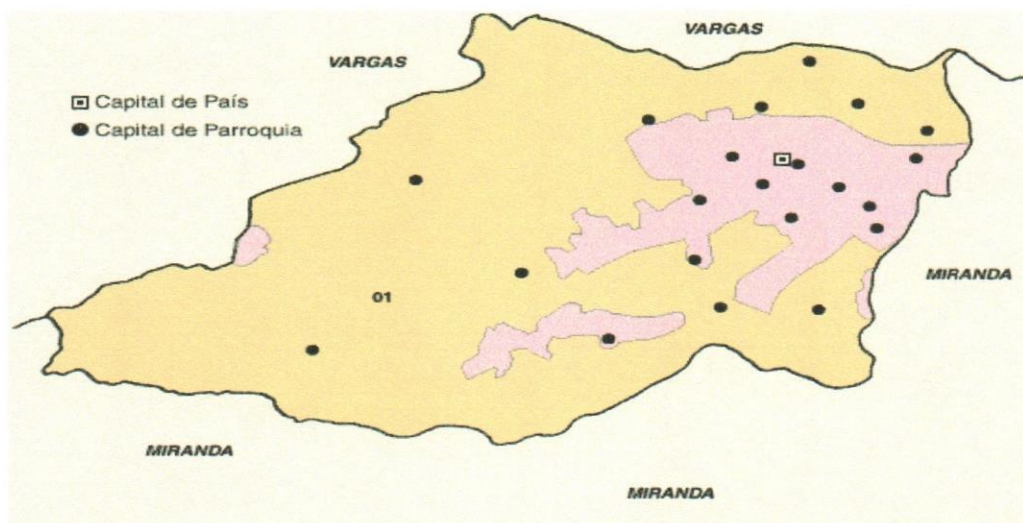 VARGAS
VARGAS
Capital de País
Capital de Parroquia
MIRANDA
01
MIRANDA
MIRANDA